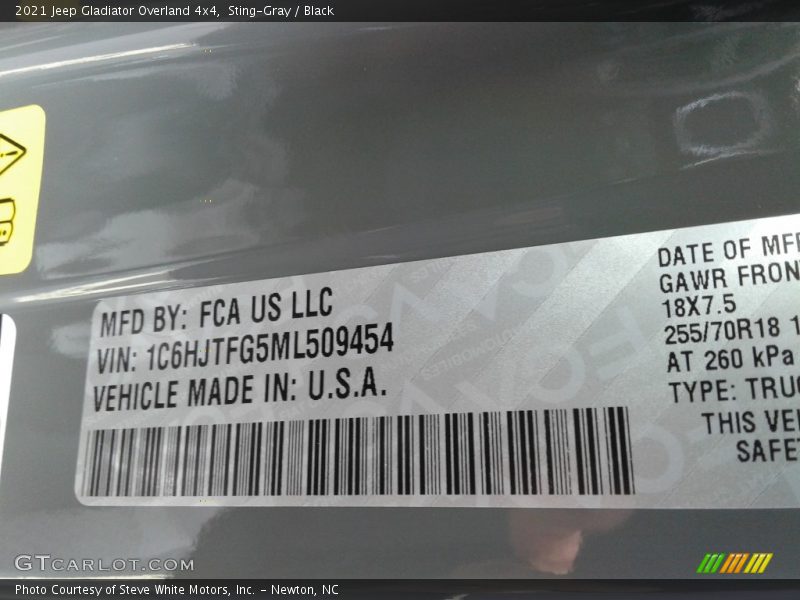 2021 Jeep Gladiator Overland 4x4, Sting-Gray / Black
MFD BY: FCA US LLC
VIN: 1C6HJTFG5ML509454
VEHICLE MADE IN: U.S.A.
DATE OF MFD
GAWR FRON
18X7.5
255/70R18 1
AT 260 kPa
TYPE: TRU
THIS VE
SAFE
GTCARLOT.COM
Photo Courtesy of Steve White Motors, Inc. - Newton, NC